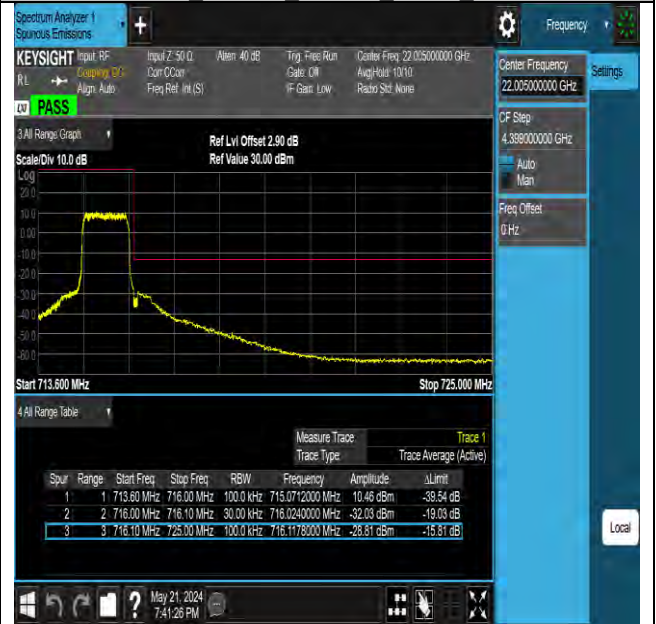 Spectrum Analyzer 1
Spurious Emissions
+
Frequency
KEYSIGHT Input: RF Input Z: 50 Ω Atten: 40 dB Trig: Free Run Center Freq: 22.005000000 GHz
RL Coupling: DC Corr CCorr Gate: Off Avg|Hold: 10/10
Align: Auto Freq Ref: Int (S) IF Gain: Low Radio Std: None
LXI PASS
3 All Range Graph
Ref Lvl Offset 2.90 dB
Scale/Div 10.0 dB Ref Value 30.00 dBm
Log
20.0
10.0
0.00
-10.0
-20.0
-30.0
-40.0
-50.0
-60.0
Start 713.600 MHz Stop 725.000 MHz
4 All Range Table
Measure Trace Trace 1
Trace Type Trace Average (Active)
Spur Range Start Freq Stop Freq RBW Frequency Amplitude ΔLimit
1 1 713.60 MHz 716.00 MHz 100.0 kHz 715.0712000 MHz 10.46 dBm -39.54 dB
2 2 716.00 MHz 716.10 MHz 30.00 kHz 716.0240000 MHz -32.03 dBm -19.03 dB
3 3 716.10 MHz 725.00 MHz 100.0 kHz 716.1178000 MHz -28.81 dBm -15.81 dB
Center Frequency
22.005000000 GHz
Settings
CF Step
4.399000000 GHz
Auto
Man
Freq Offset
0 Hz
Local
?
May 21, 2024
7:41:26 PM